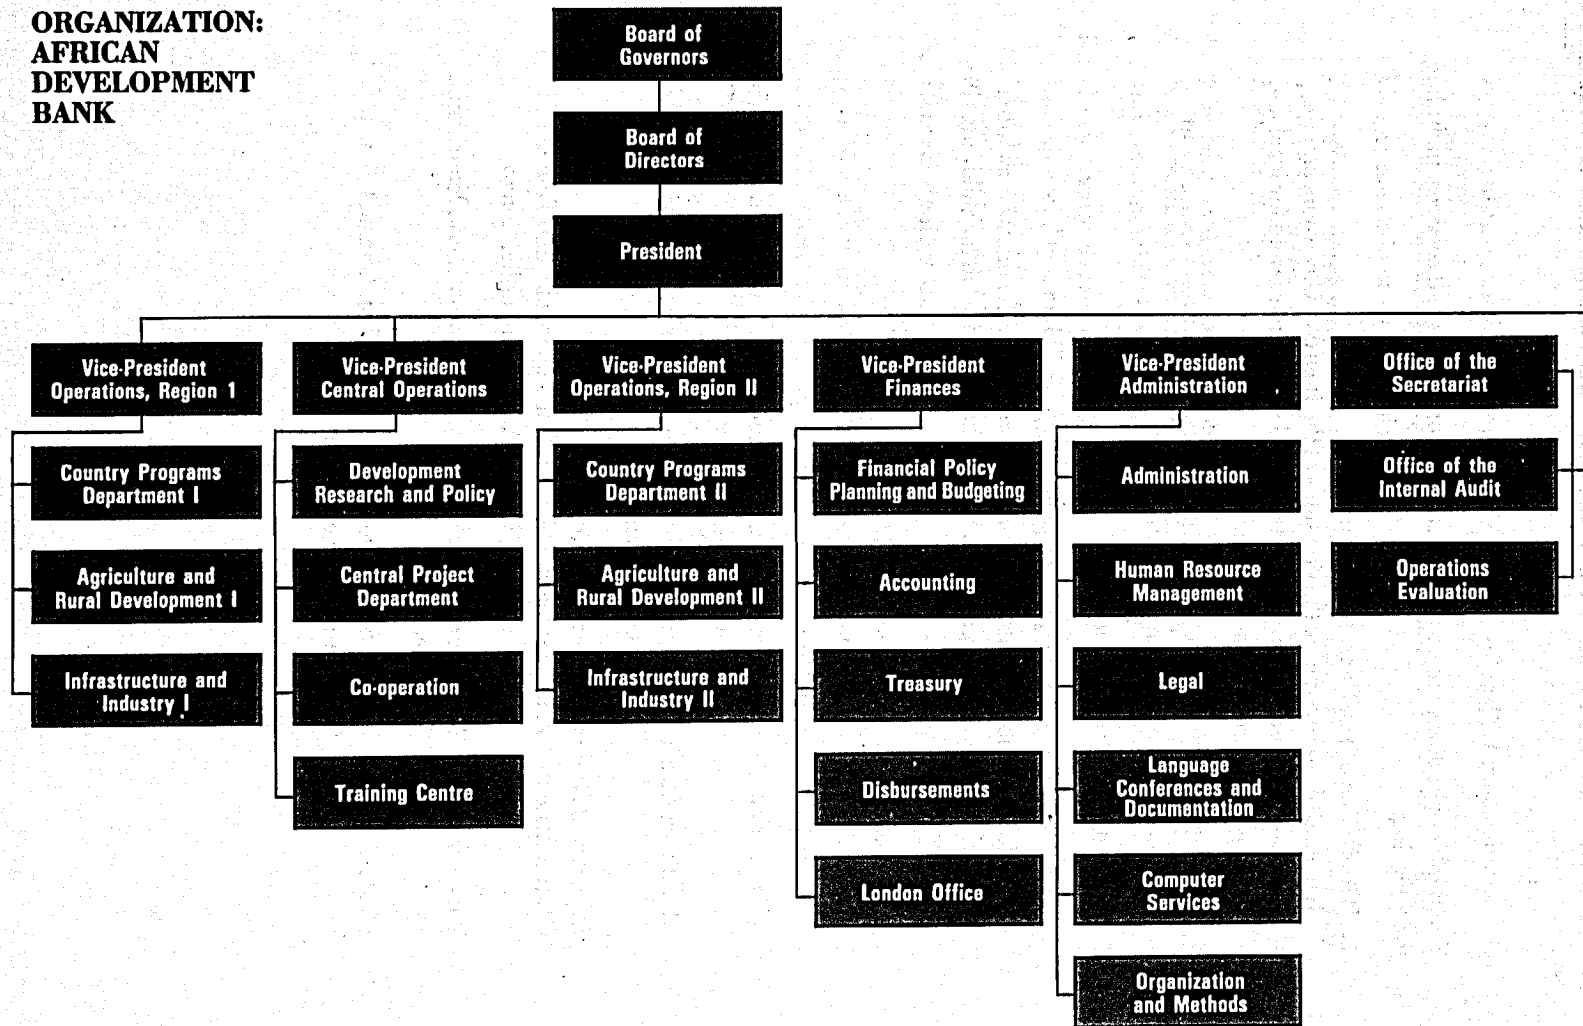 ORGANIZATION:
AFRICAN
DEVELOPMENT
BANK
Board of
Governors
Board of
Directors
President
Vice-President
Operations, Region 1
Country Programs
Department I
Agriculture and
Rural Development I
Infrastructure and
Industry I
Vice-President
Central Operations
Development
Research and Policy
Central Project
Department
Co-operation
Training Centre
Vice-President
Operations, Region II
Country Programs
Department II
Agriculture and
Rural Development II
Infrastructure and
Industry II
Vice-President
Finances
Financial Policy
Planning and Budgeting
Accounting
Treasury
Disbursements
London Office
Vice-President
Administration
Administration
Human Resource
Management
Legal
Language
Conferences and
Documentation
Computer
Services
Organization
and Methods
Office of the
Secretariat
Office of the
Internal Audit
Operations
Evaluation